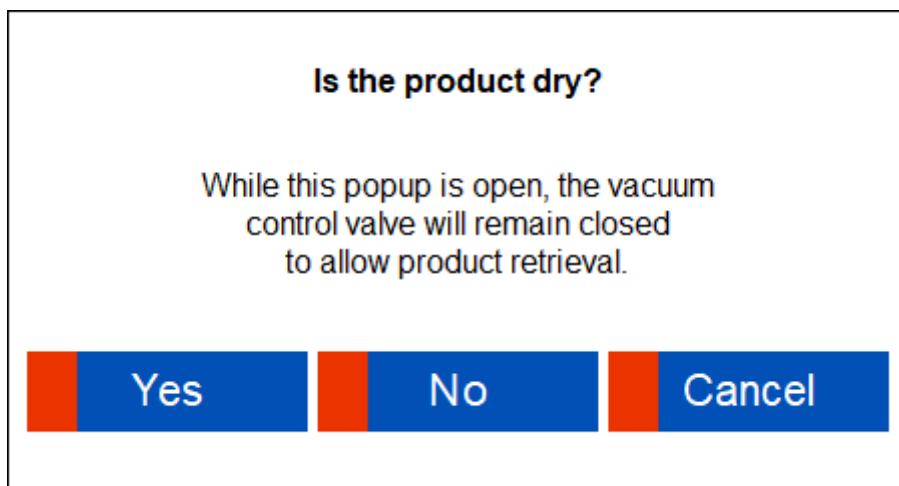 Is the product dry?
While this popup is open, the vacuum
control valve will remain closed
to allow product retrieval.
Yes
No
Cancel